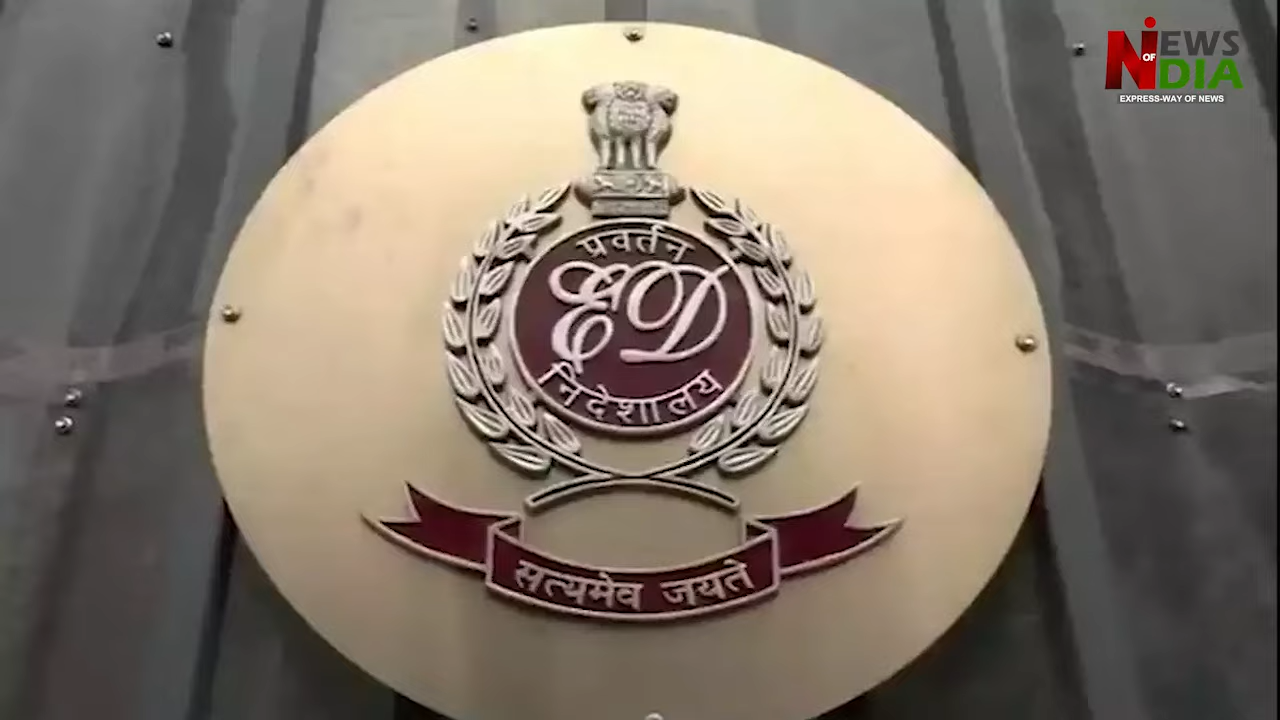 NEWS
OF
INDIA
EXPRESS-WAY OF NEWS
प्रवर्तन
ED
निदेशालय
सत्यमेव जयते